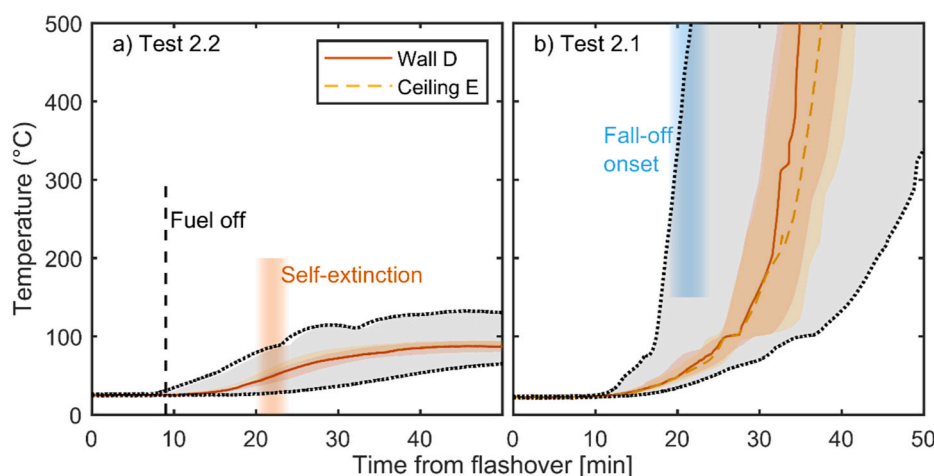 500
400
300
200
100
0
Temperature (°C)
a) Test 2.2
Wall D
Ceiling E
Fuel off
Self-extinction
0 10 20 30 40
b) Test 2.1
Fall-off
onset
0 10 20 30 40 50
Time from flashover [min]